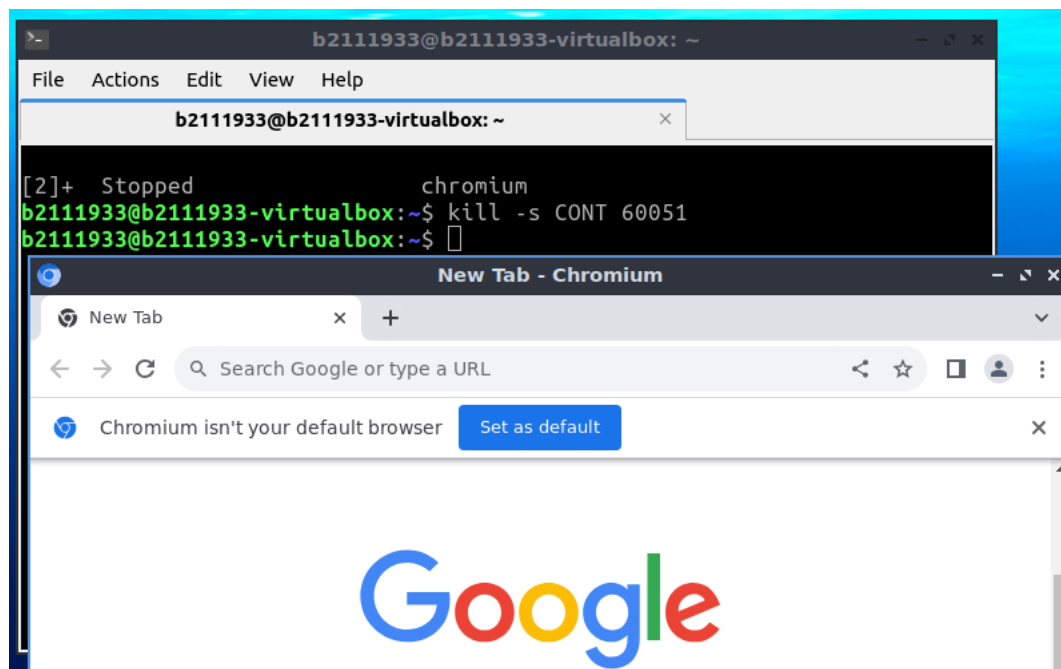 b2111933@b2111933-virtualbox: ~
File Actions Edit View Help
b2111933@b2111933-virtualbox: ~
[2]+  Stopped                 chromium
b2111933@b2111933-virtualbox:~$ kill -s CONT 60051
b2111933@b2111933-virtualbox:~$
New Tab - Chromium
New Tab
Search Google or type a URL
Chromium isn't your default browser Set as default
Google